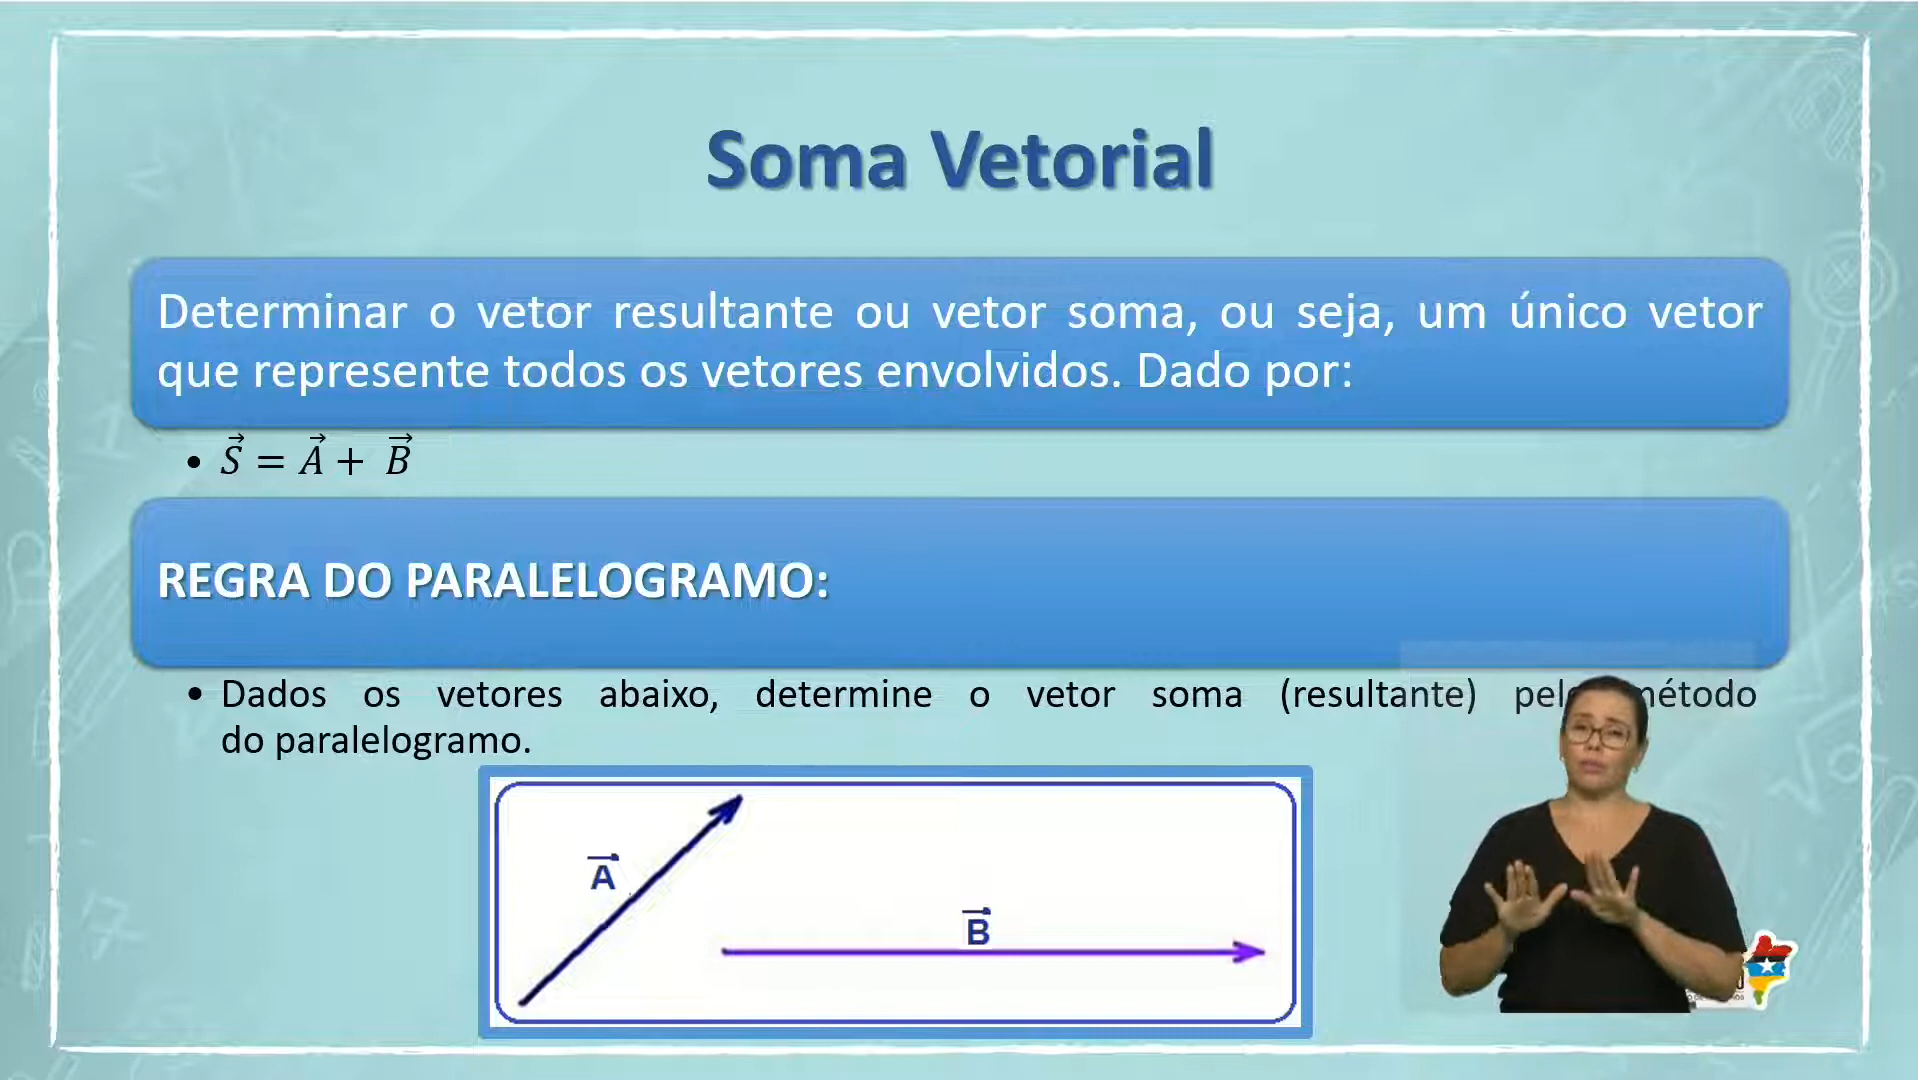 Soma Vetorial
Determinar o vetor resultante ou vetor soma, ou seja, um único vetor
que represente todos os vetores envolvidos. Dado por:
• S⃗ = A⃗ + B⃗
REGRA DO PARALELOGRAMO:
• Dados os vetores abaixo, determine o vetor soma (resultante) pelo método
do paralelogramo.
A⃗
B⃗